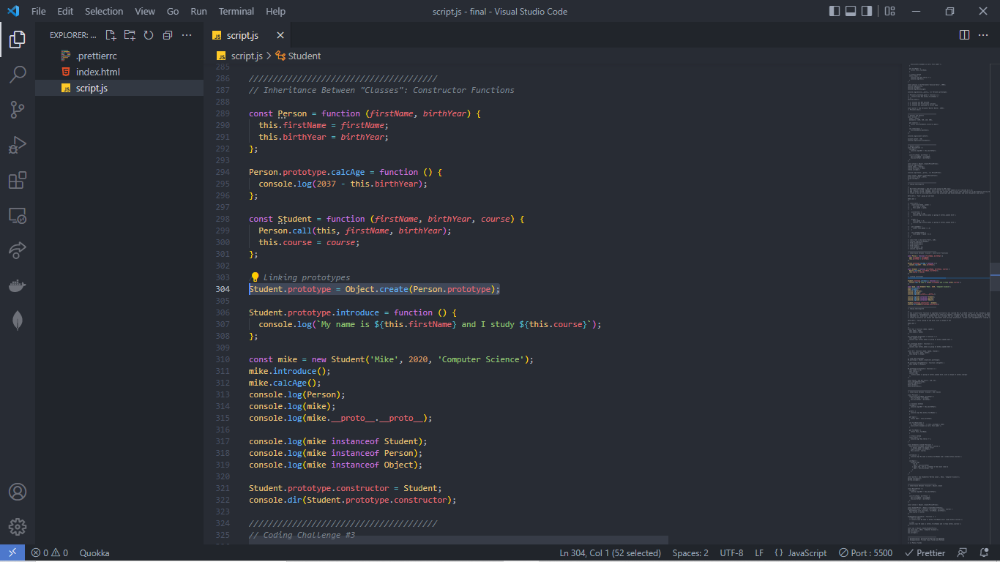 File Edit Selection View Go Run Terminal Help
script.js - final - Visual Studio Code
EXPLORER: ...
.prettierrc
index.html
script.js
JS script.js
JS script.js > Student
285
286 ///////////////////////////////////////
287 // Inheritance Between "Classes": Constructor Functions
288
289 const Person = function (firstName, birthYear) {
290 this.firstName = firstName;
291 this.birthYear = birthYear;
292 };
293
294 Person.prototype.calcAge = function () {
295 console.log(2037 - this.birthYear);
296 };
297
298 const Student = function (firstName, birthYear, course) {
299 Person.call(this, firstName, birthYear);
300 this.course = course;
301 };
302
303 Linking prototypes
304 Student.prototype = Object.create(Person.prototype);
305
306 Student.prototype.introduce = function () {
307 console.log(`My name is ${this.firstName} and I study ${this.course}`);
308 };
309
310 const mike = new Student('Mike', 2020, 'Computer Science');
311 mike.introduce();
312 mike.calcAge();
313 console.log(Person);
314 console.log(mike);
315 console.log(mike.__proto__.__proto__);
316
317 console.log(mike instanceof Student);
318 console.log(mike instanceof Person);
319 console.log(mike instanceof Object);
320
321 Student.prototype.constructor = Student;
322 console.dir(Student.prototype.constructor);
323
324 ///////////////////////////////////////
325 // Coding Challenge #3
0 0 Quokka
Ln 304, Col 1 (52 selected) Spaces: 2 UTF-8 LF { } JavaScript Port : 5500 Prettier